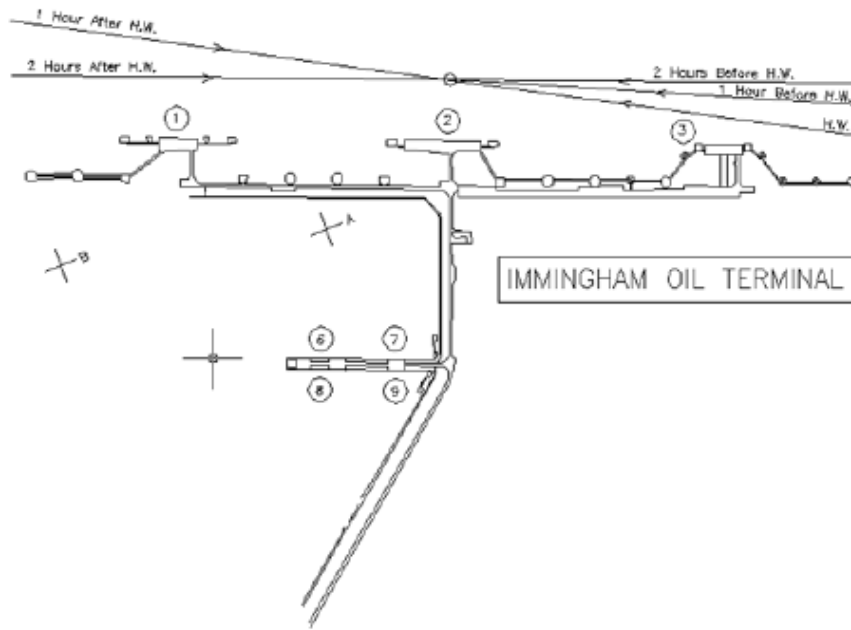 1 Hour After H.W.
2 Hours After H.W.
2 Hours Before H.W.
1 Hour Before H.W.
H.W.
1
2
3
A
B
IMMINGHAM OIL TERMINAL
6
7
8
9